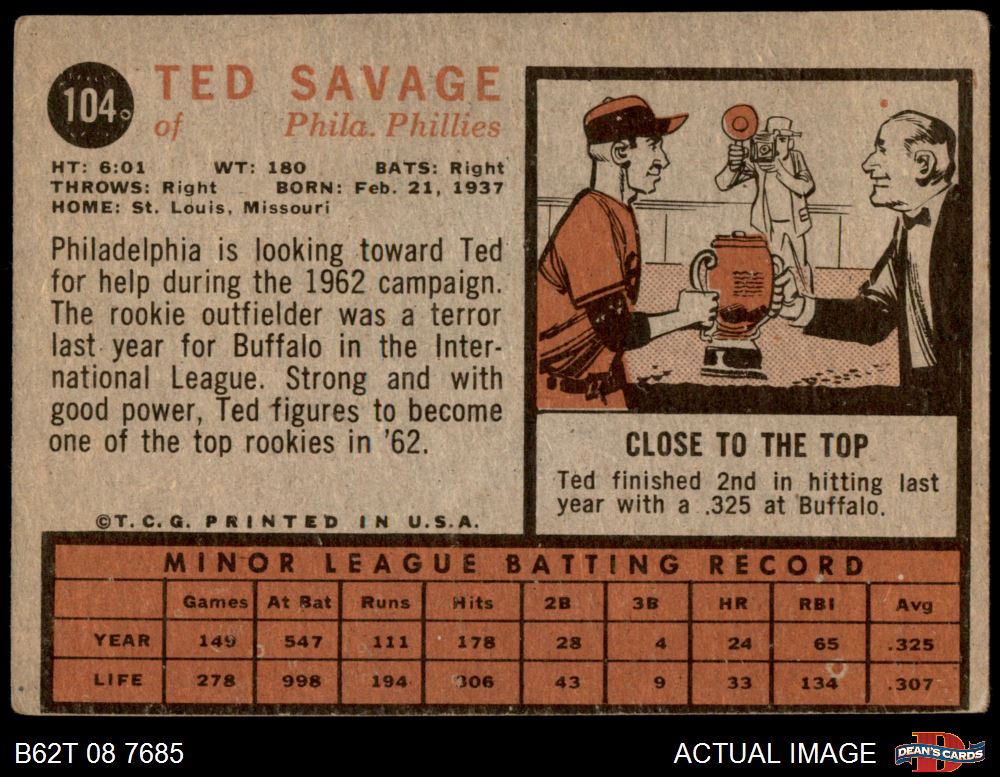 104
TED SAVAGE
of Phila. Phillies
HT: 6:01 WT: 180 BATS: Right
THROWS: Right BORN: Feb. 21, 1937
HOME: St. Louis, Missouri
Philadelphia is looking toward Ted
for help during the 1962 campaign.
The rookie outfielder was a terror
last year for Buffalo in the Inter-
national League. Strong and with
good power, Ted figures to become
one of the top rookies in '62.
©T.C.G. PRINTED IN U.S.A.
CLOSE TO THE TOP
Ted finished 2nd in hitting last
year with a .325 at Buffalo.
MINOR LEAGUE BATTING RECORD
Games At Bat Runs Hits 2B 3B HR RBI Avg
YEAR 149 547 111 178 28 4 24 65 .325
LIFE 278 998 194 306 43 9 33 134 .307
B62T 08 7685
ACTUAL IMAGE
D
DEAN'S CARDS